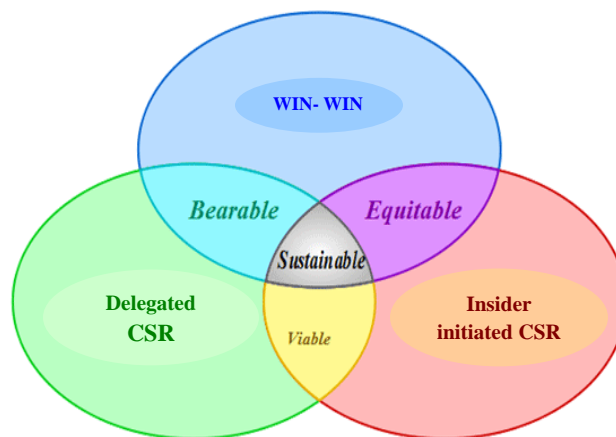 WIN- WIN
Bearable
Equitable
Sustainable
Delegated
CSR
Insider
initiated CSR
Viable